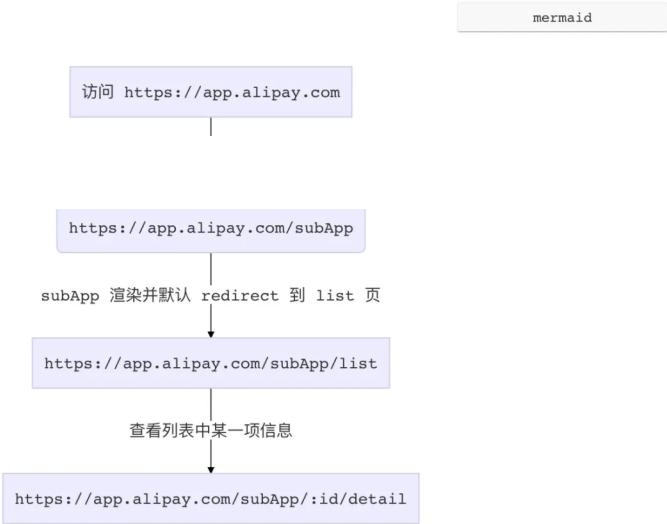 mermaid
访问 https://app.alipay.com
https://app.alipay.com/subApp
subApp 渲染并默认 redirect 到 list 页
https://app.alipay.com/subApp/list
查看列表中某一项信息
https://app.alipay.com/subApp/:id/detail